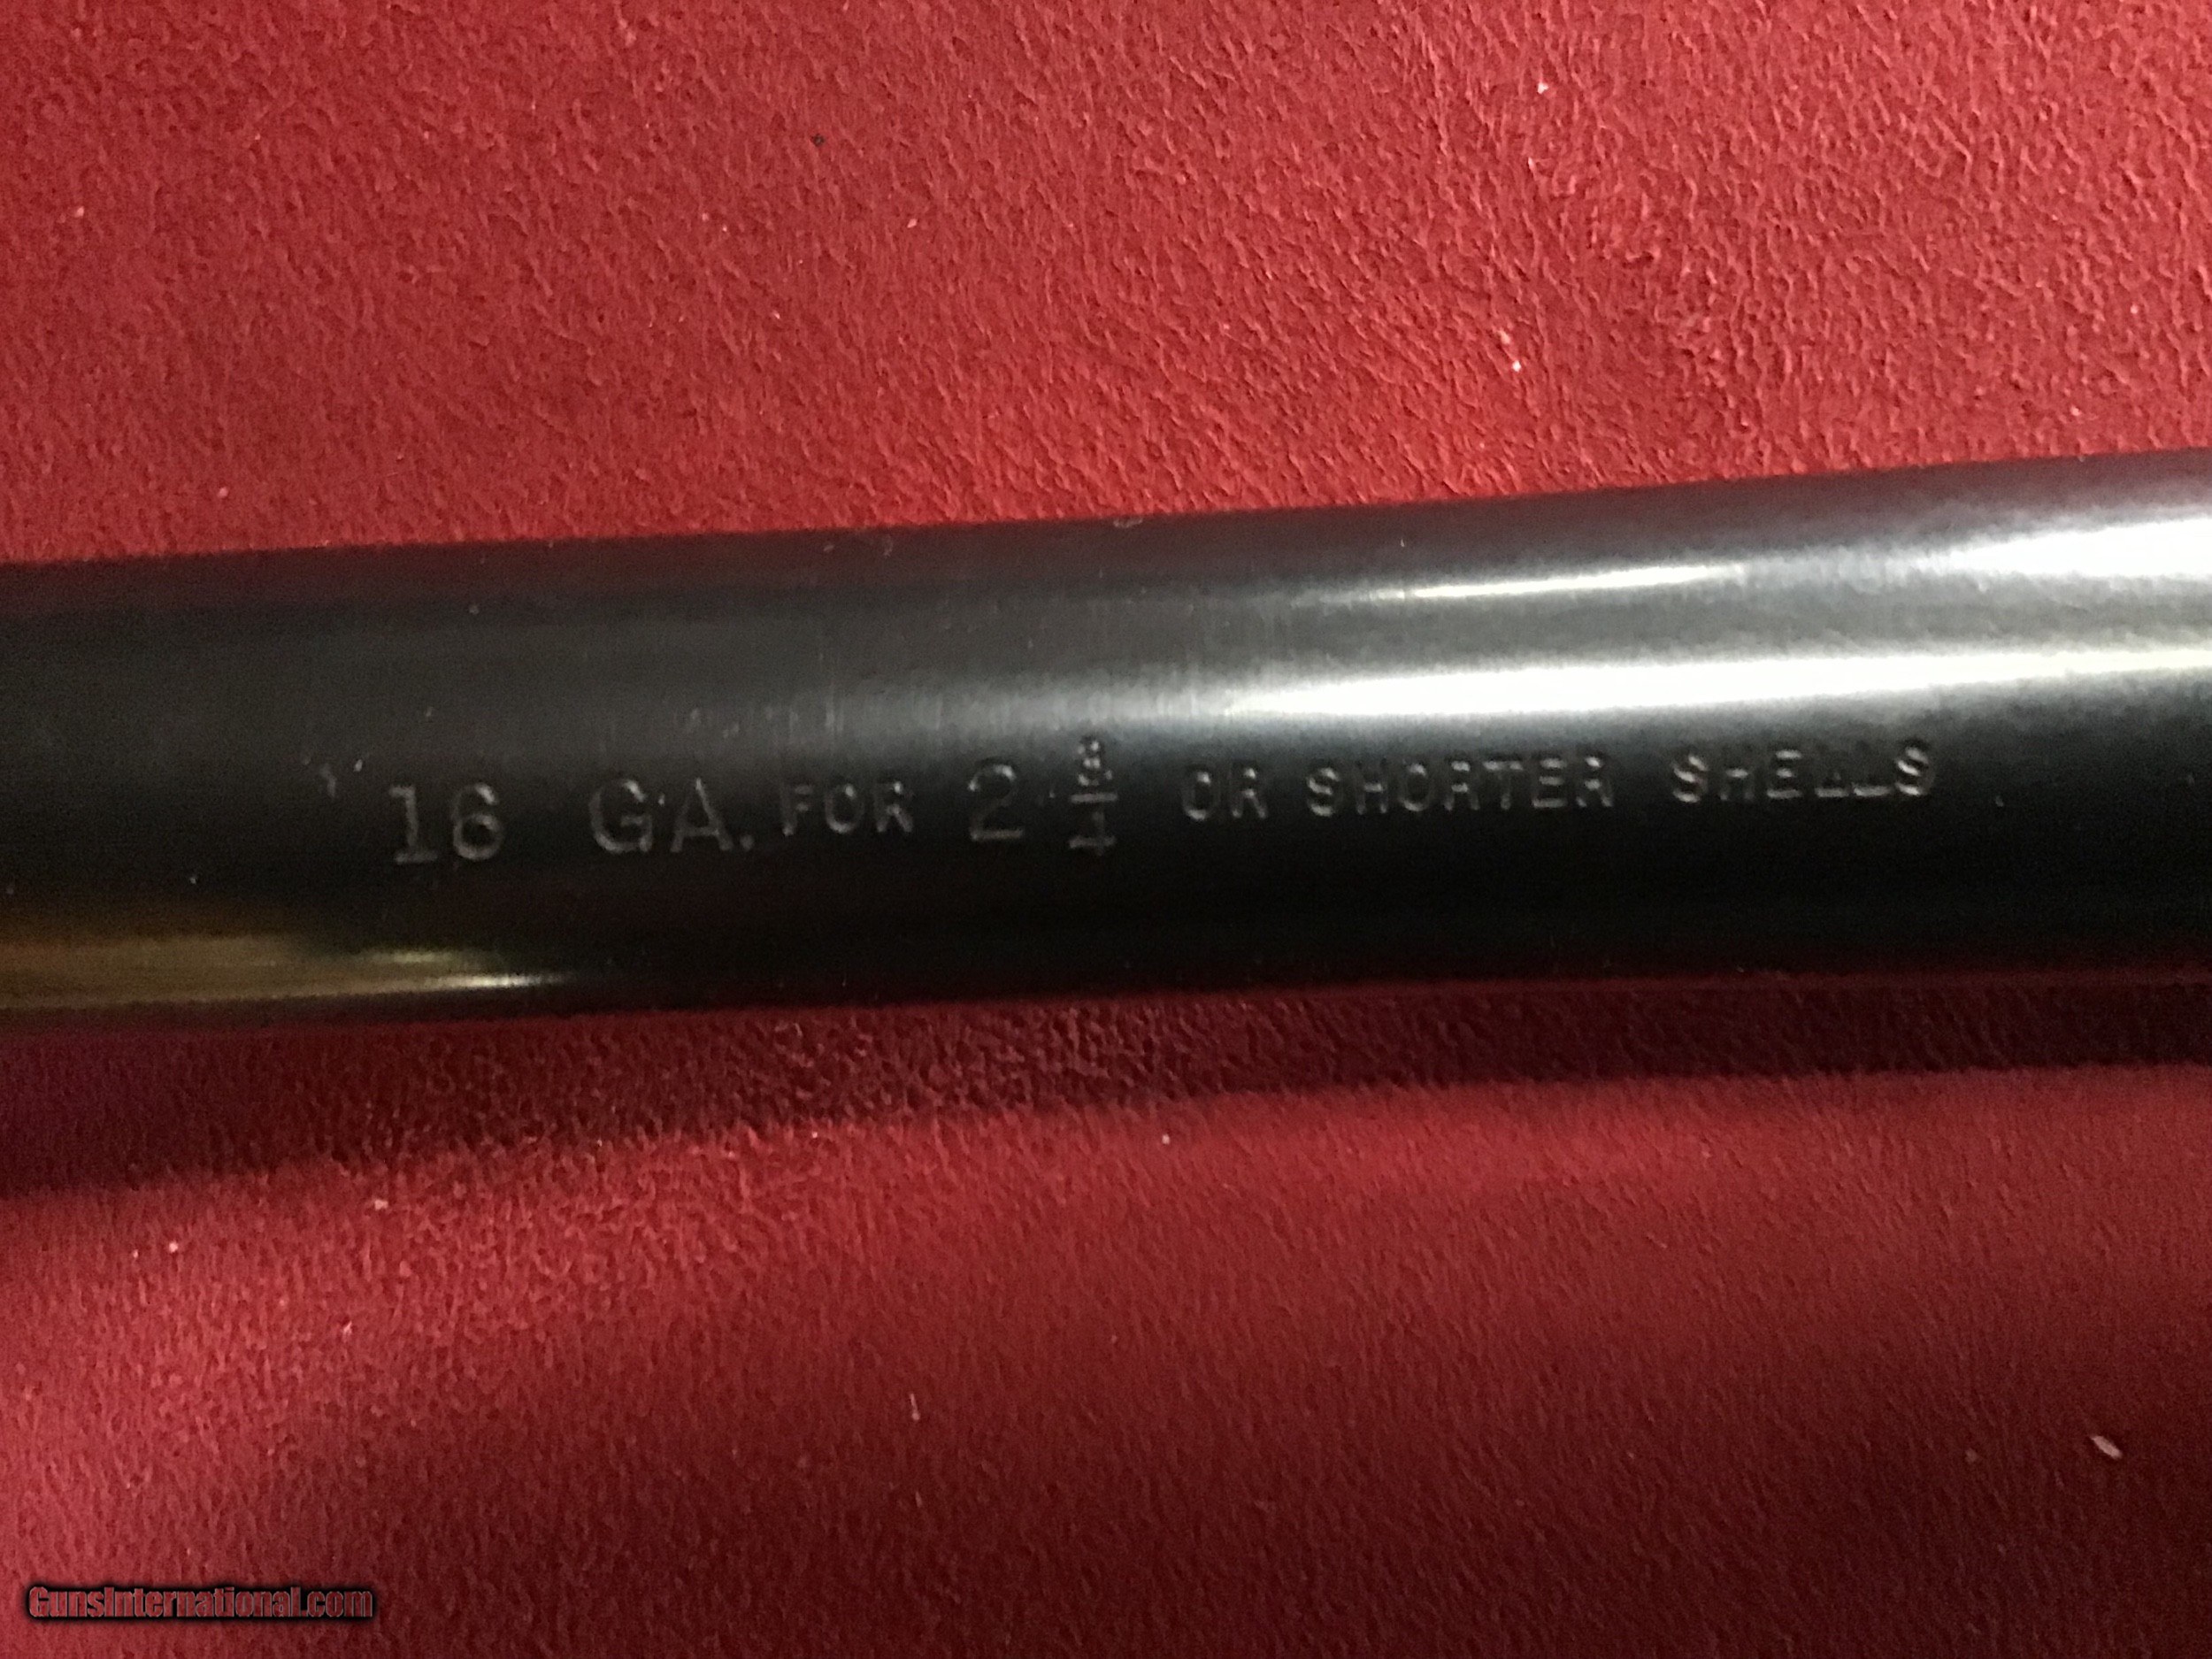 16 GA. FOR 2 3/4 OR SHORTER SHELLS
GunsInternational.com